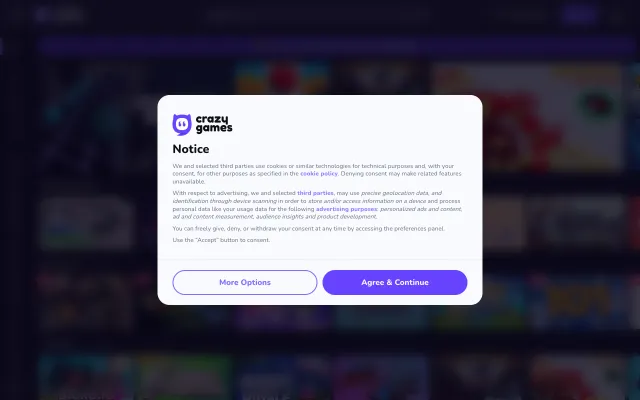 crazy
games
Notice
We and selected third parties use cookies or similar technologies for technical purposes and, with your
consent, for other purposes as specified in the cookie policy. Denying consent may make related features
unavailable.
With respect to advertising, we and selected third parties, may use precise geolocation data, and
identification through device scanning in order to store and/or access information on a device and process
personal data like your usage data for the following advertising purposes: personalized ads and content,
ad and content measurement, audience insights and product development.
You can freely give, deny, or withdraw your consent at any time by accessing the preferences panel.
Use the "Accept" button to consent.
More Options
Agree & Continue